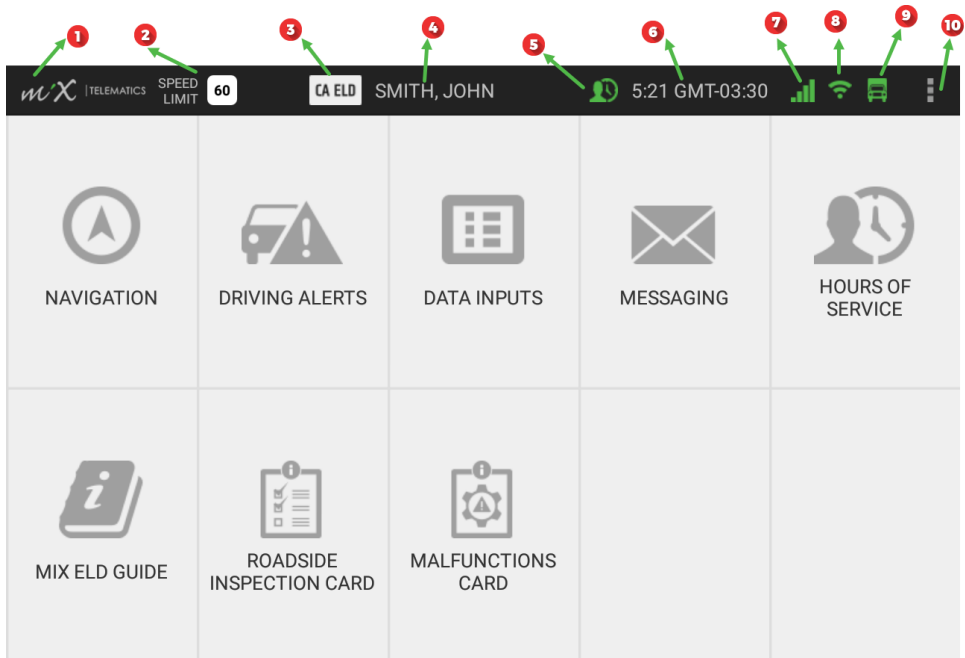 1 2 3 4 5 6 7 8 9 10
miX | TELEMATICS SPEED LIMIT 60 CA ELD SMITH, JOHN 5:21 GMT-03:30
NAVIGATION DRIVING ALERTS DATA INPUTS MESSAGING HOURS OF SERVICE
MIX ELD GUIDE ROADSIDE INSPECTION CARD MALFUNCTIONS CARD